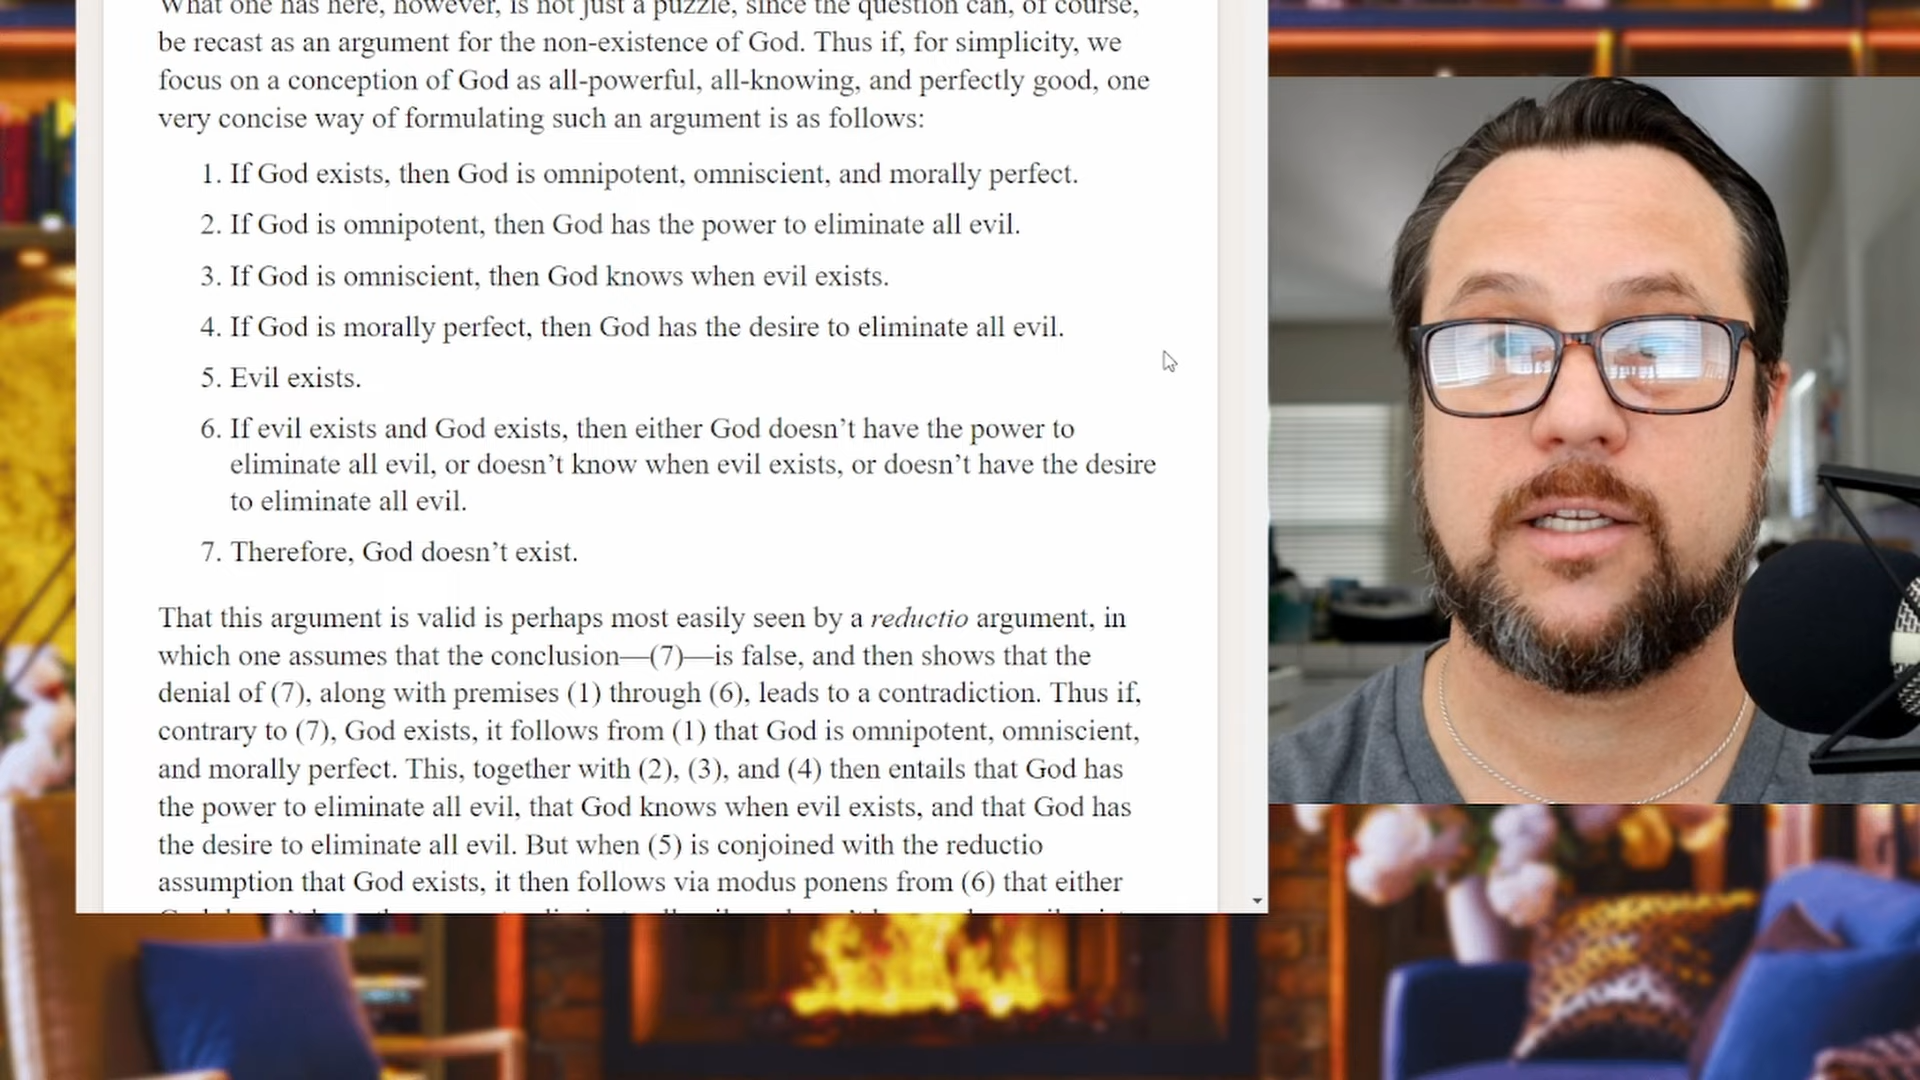 What one has here, however, is not just a puzzle, since the question can, of course,
be recast as an argument for the non-existence of God. Thus if, for simplicity, we
focus on a conception of God as all-powerful, all-knowing, and perfectly good, one
very concise way of formulating such an argument is as follows:
1. If God exists, then God is omnipotent, omniscient, and morally perfect.
2. If God is omnipotent, then God has the power to eliminate all evil.
3. If God is omniscient, then God knows when evil exists.
4. If God is morally perfect, then God has the desire to eliminate all evil.
5. Evil exists.
6. If evil exists and God exists, then either God doesn’t have the power to
eliminate all evil, or doesn’t know when evil exists, or doesn’t have the desire
to eliminate all evil.
7. Therefore, God doesn’t exist.
That this argument is valid is perhaps most easily seen by a reductio argument, in
which one assumes that the conclusion—(7)—is false, and then shows that the
denial of (7), along with premises (1) through (6), leads to a contradiction. Thus if,
contrary to (7), God exists, it follows from (1) that God is omnipotent, omniscient,
and morally perfect. This, together with (2), (3), and (4) then entails that God has
the power to eliminate all evil, that God knows when evil exists, and that God has
the desire to eliminate all evil. But when (5) is conjoined with the reductio
assumption that God exists, it then follows via modus ponens from (6) that either